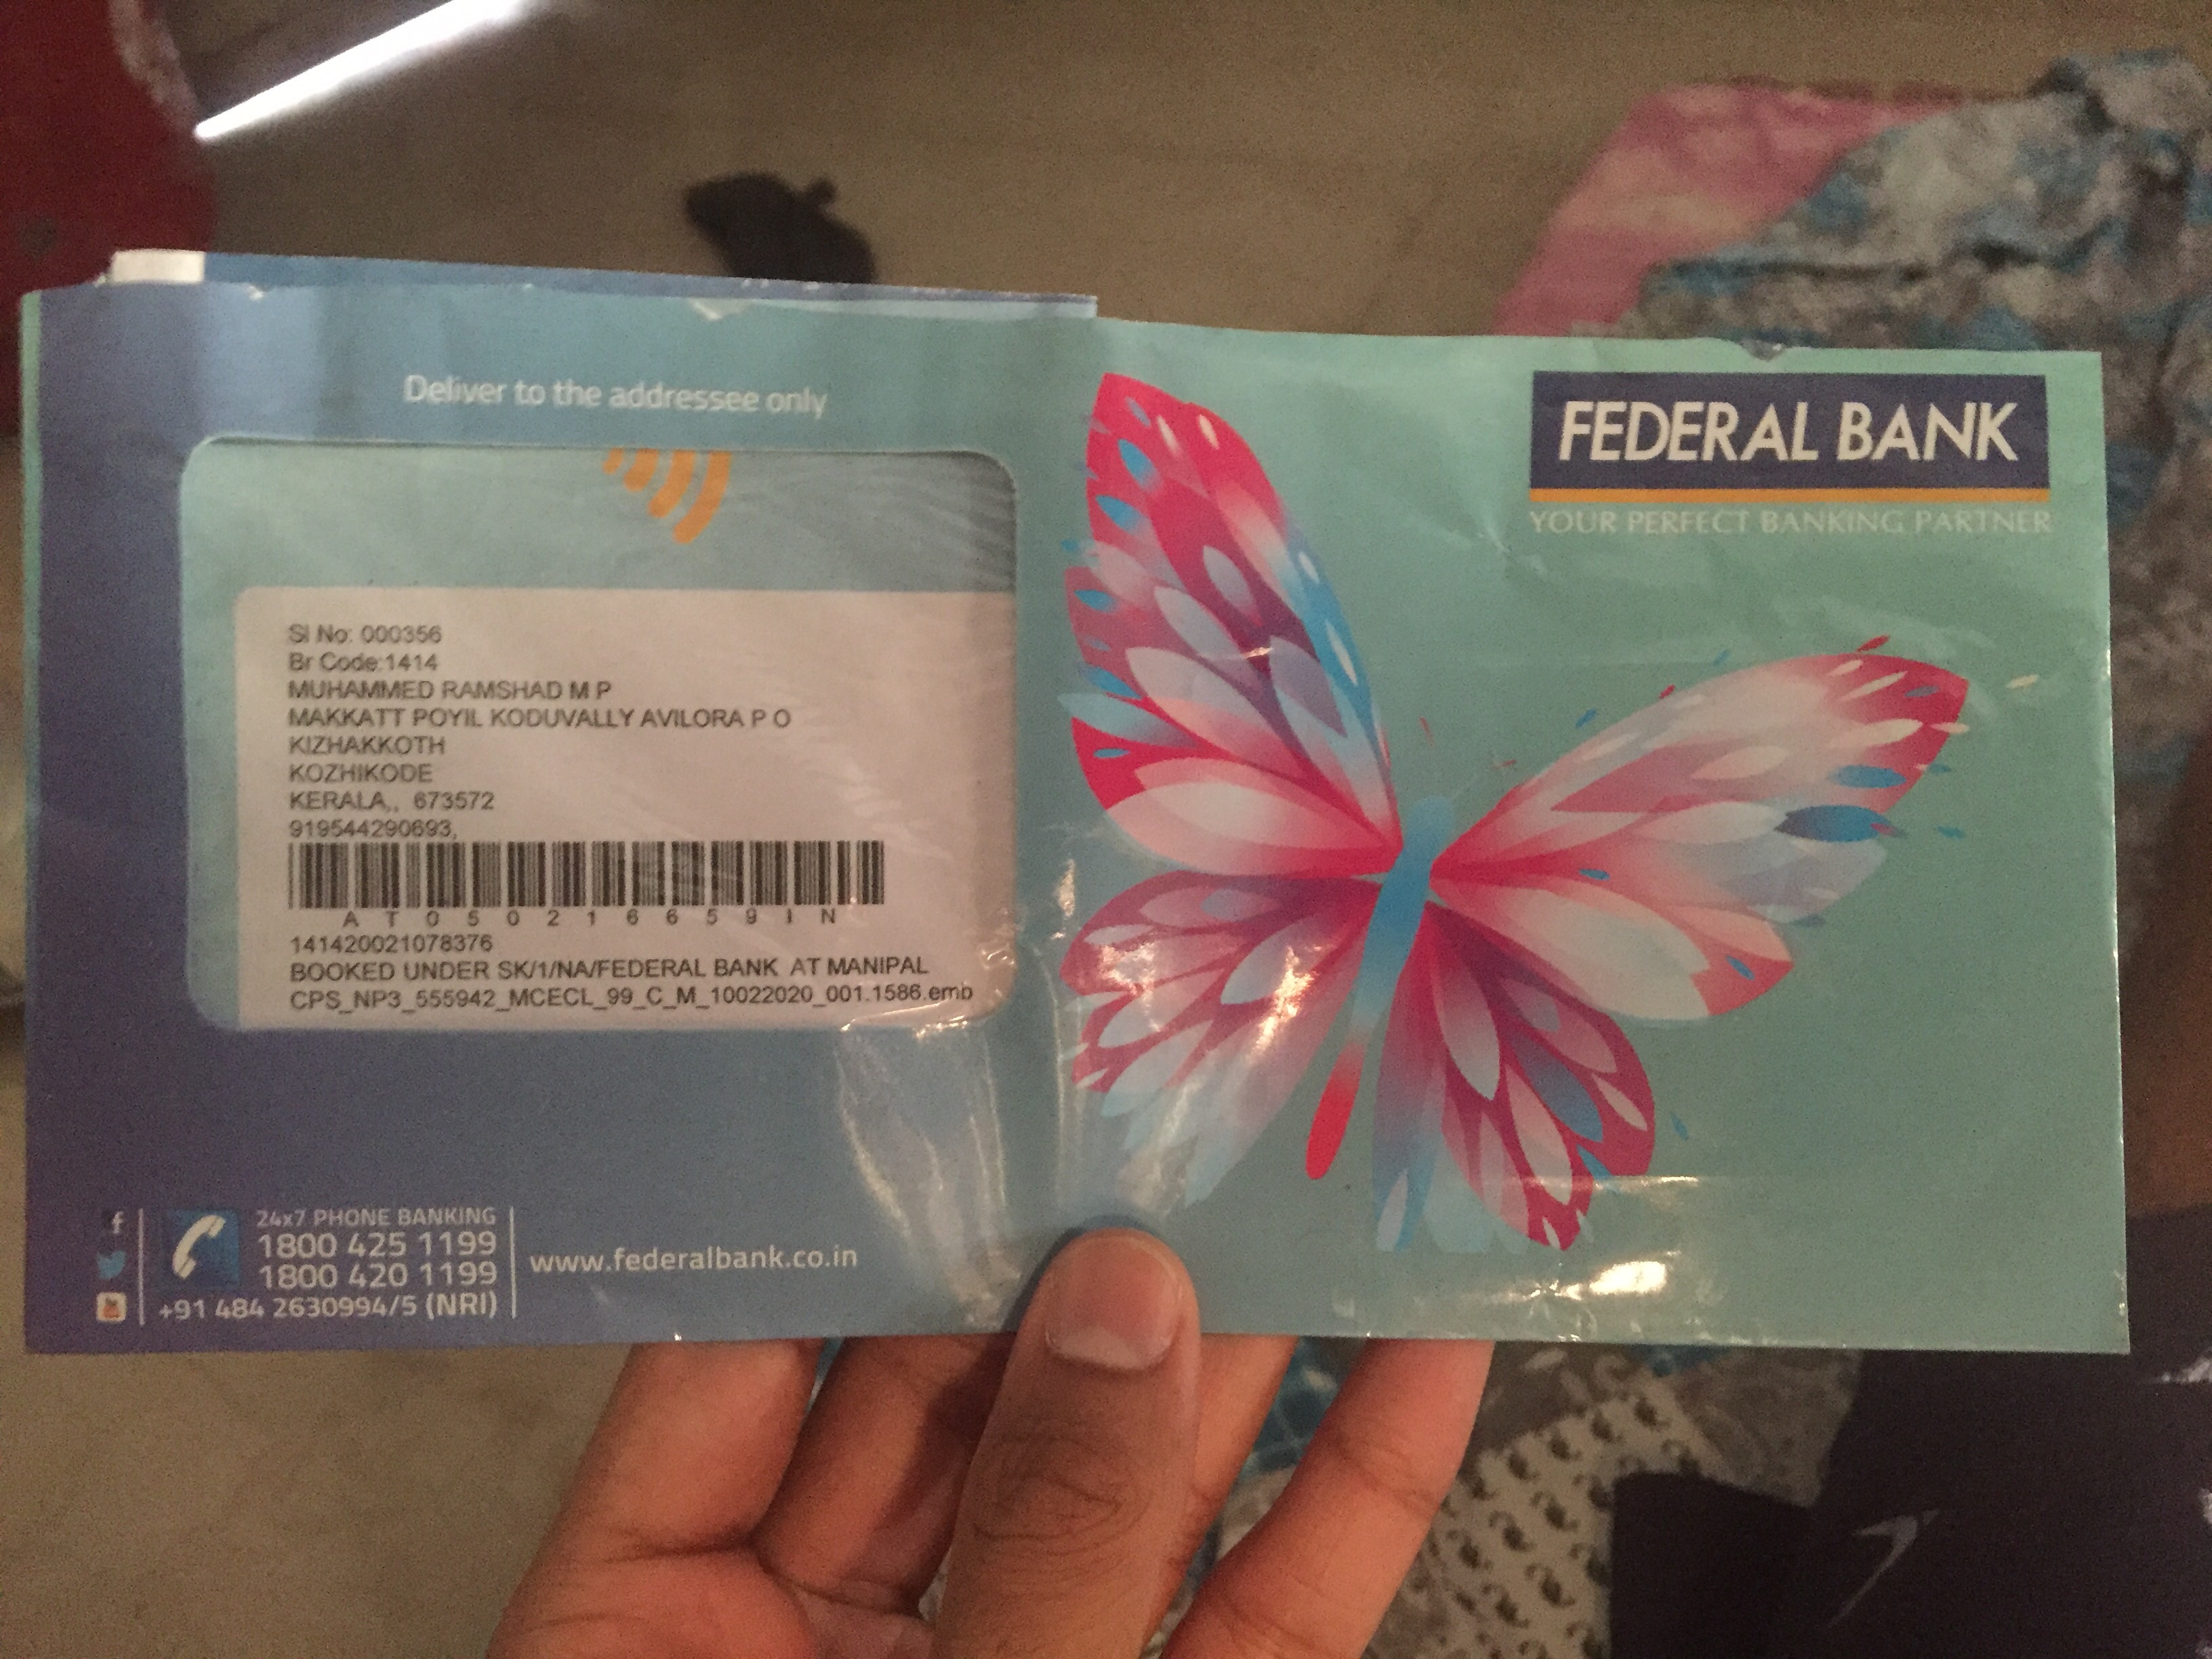 Deliver to the addressee only
Sl No: 000356
Br Code:1414
MUHAMMED RAMSHAD M P
MAKKATT POYIL KODUVALLY AVILORA P O
KIZHAKKOTH
KOZHIKODE
KERALA,, 673572
919544290693,
A T 0 5 0 2 1 6 6 5 9 I N
141420021078376
BOOKED UNDER SK/1/NA/FEDERAL BANK AT MANIPAL
CPS_NP3_555942_MCECL_99_C_M_10022020_001.1586.emb
FEDERAL BANK
YOUR PERFECT BANKING PARTNER
24x7 PHONE BANKING
1800 425 1199
1800 420 1199
+91 484 2630994/5 (NRI)
www.federalbank.co.in